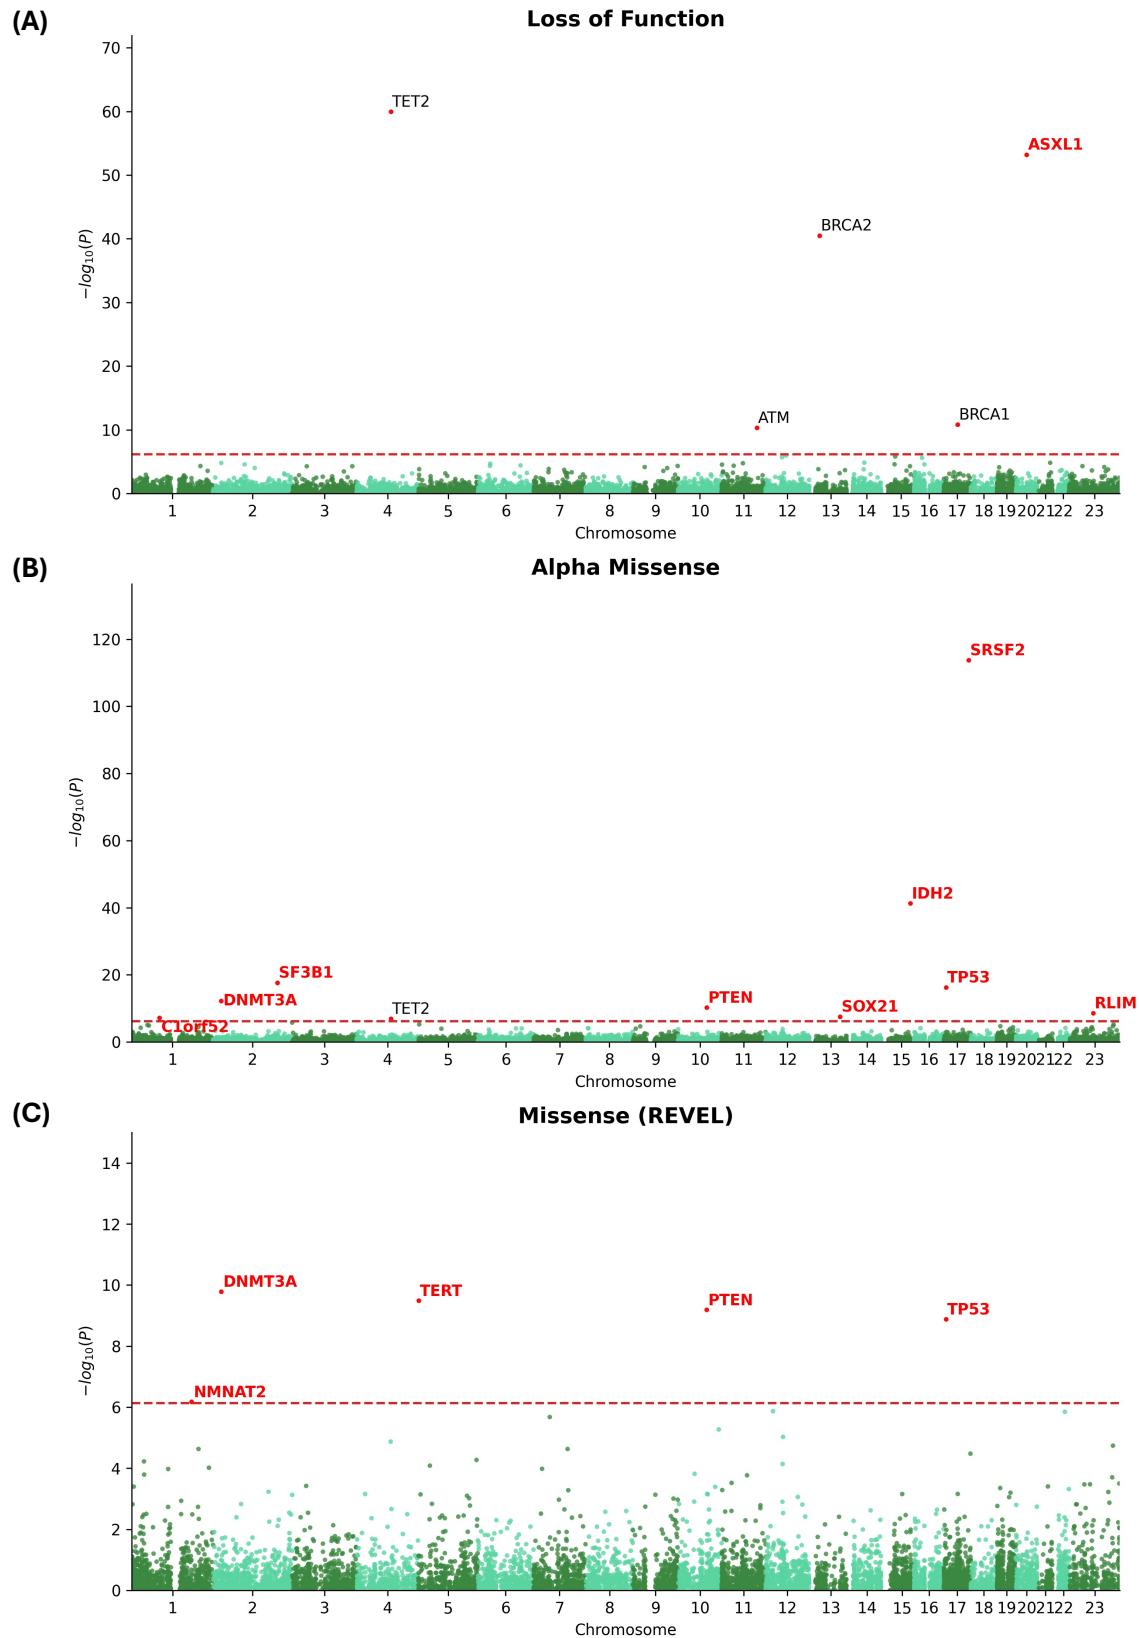 (A)
Loss of Function
70
60
50
40
30
20
10
0
−log10(P)
TET2
ASXL1
BRCA2
ATM
BRCA1
1 2 3 4 5 6 7 8 9 10 11 12 13 14 15 16 17 18 19 20 21 22 23
Chromosome
(B)
Alpha Missense
120
100
80
60
40
20
0
−log10(P)
SRSF2
IDH2
SF3B1
TP53
DNMT3A
PTEN
RLIM
TET2
SOX21
C1orf52
1 2 3 4 5 6 7 8 9 10 11 12 13 14 15 16 17 18 19 20 21 22 23
Chromosome
(C)
Missense (REVEL)
14
12
10
8
6
4
2
0
−log10(P)
DNMT3A
TERT
PTEN
TP53
NMNAT2
1 2 3 4 5 6 7 8 9 10 11 12 13 14 15 16 17 18 19 20 21 22 23
Chromosome